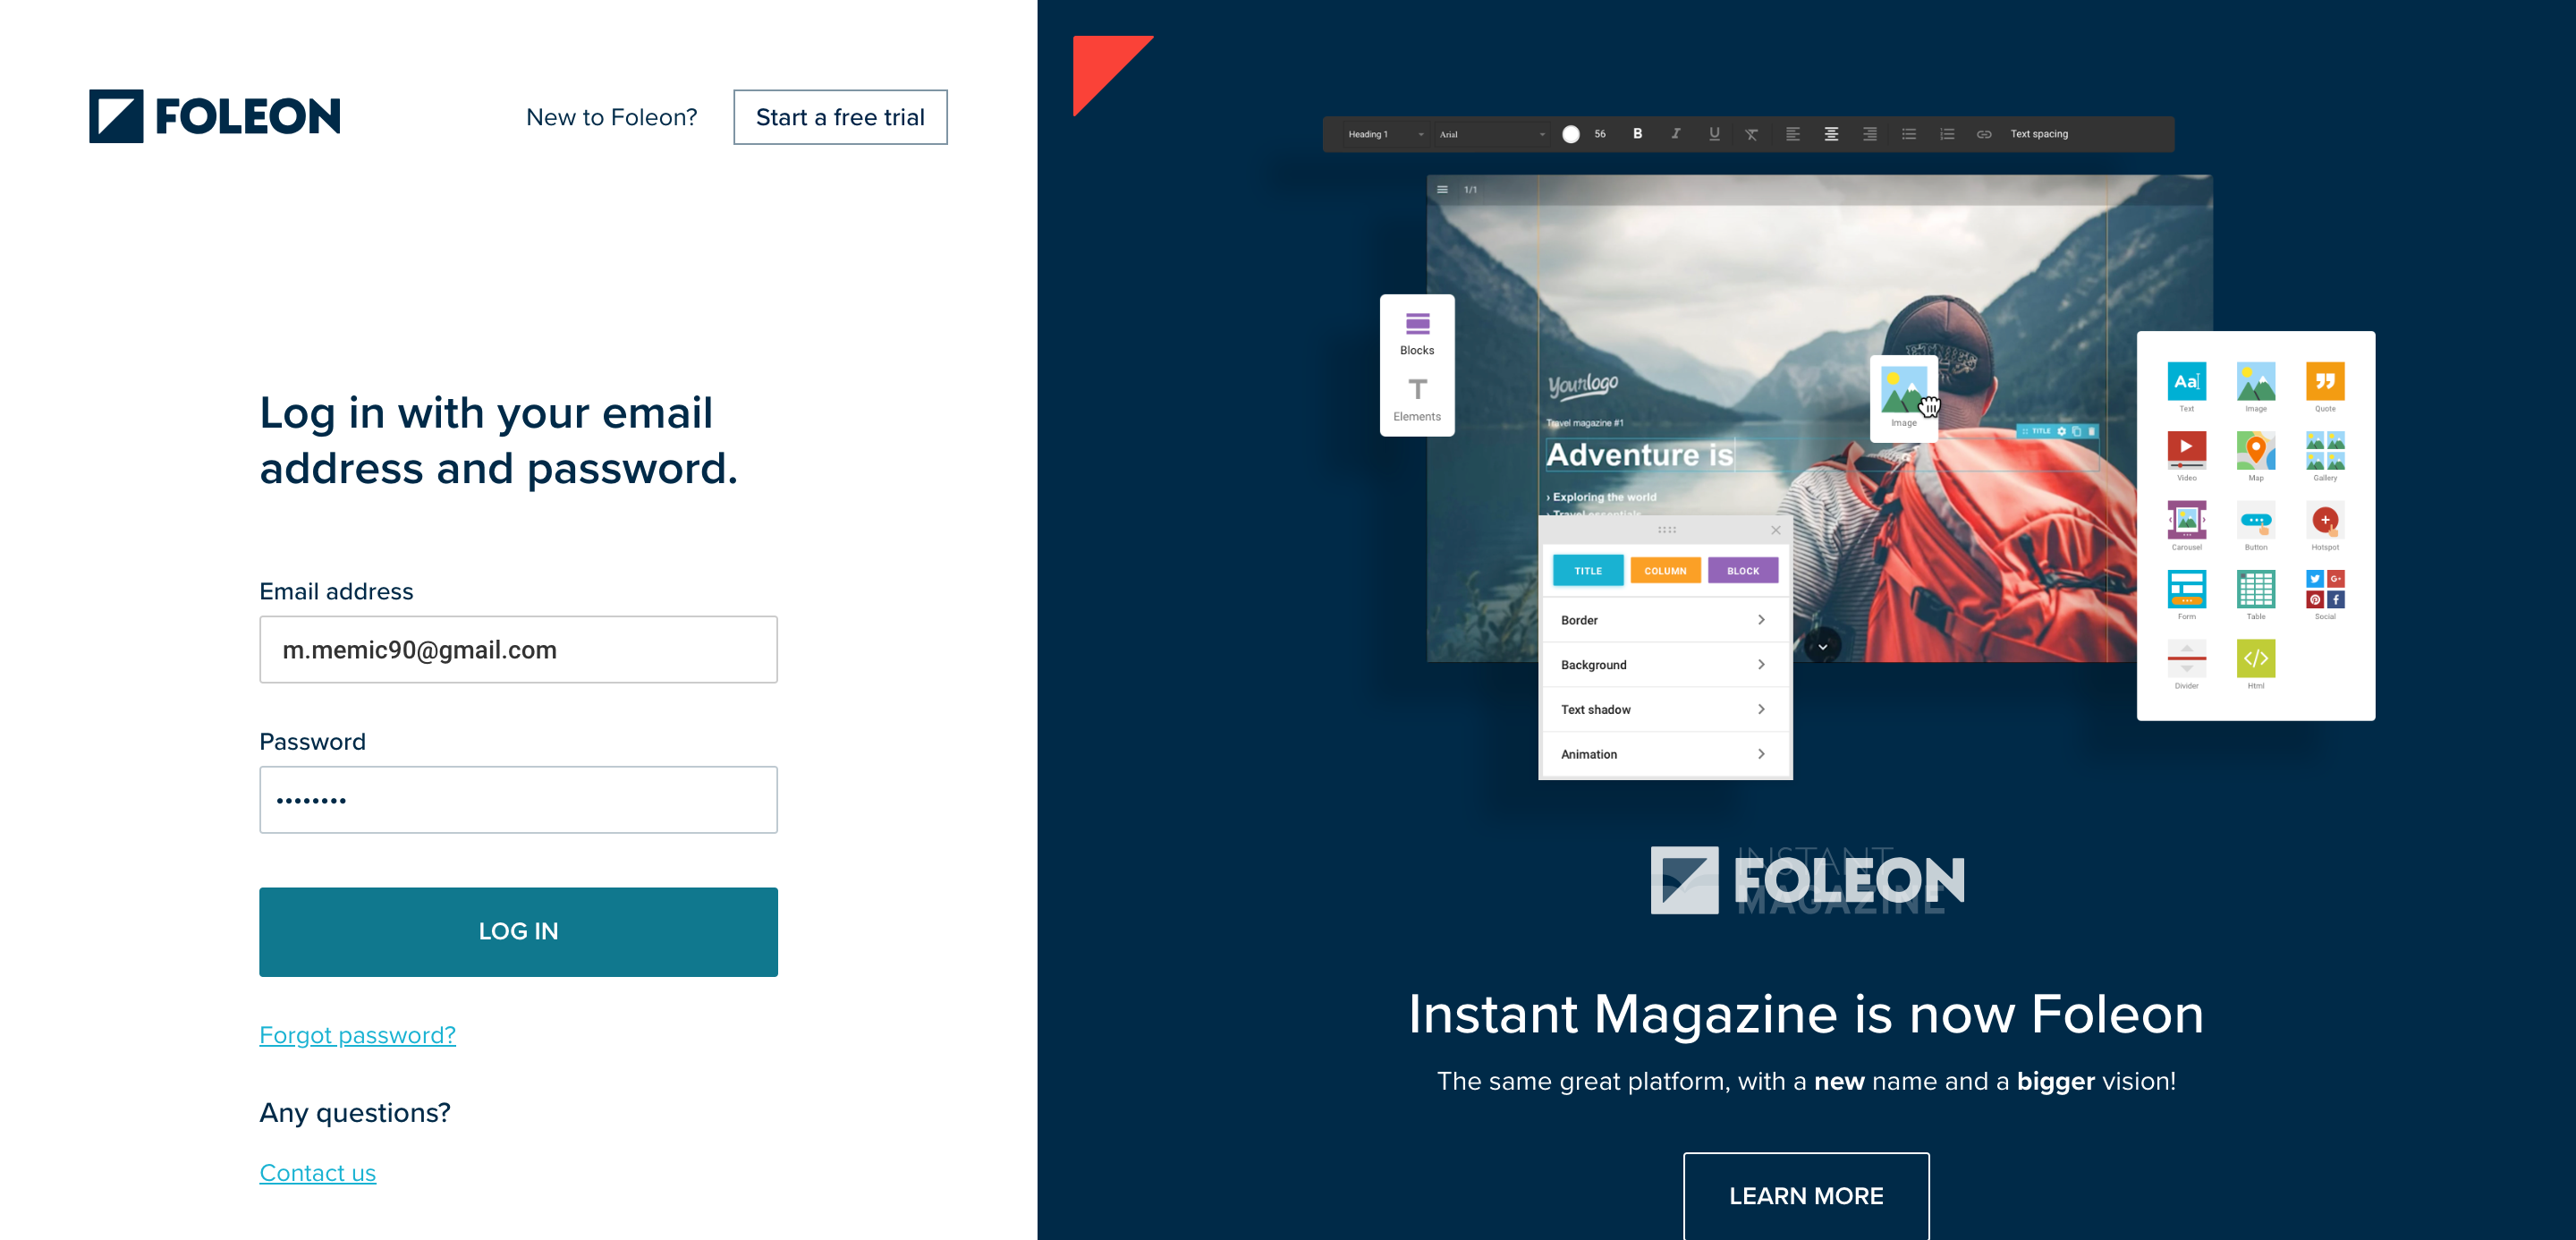 FOLEON
New to Foleon?
Start a free trial
Log in with your email
address and password.
Email address
m.memic90@gmail.com
Password
••••••••
LOG IN
Forgot password?
Any questions?
Contact us
Heading 1 Arial 56 B I U Text spacing
1/1
Blocks
T
Elements
Yourlogo
Travel magazine #1
Adventure is
› Exploring the world
› Travel essentials
Image
TITLE
TITLE COLUMN BLOCK
Border
Background
Text shadow
Animation
Aa
Text Image Quote
Video Map Gallery
Carousel Button Hotspot
G+
Form Table Social
</>
Divider Html
INSTANT
MAGAZINE
FOLEON
Instant Magazine is now Foleon
The same great platform, with a new name and a bigger vision!
LEARN MORE